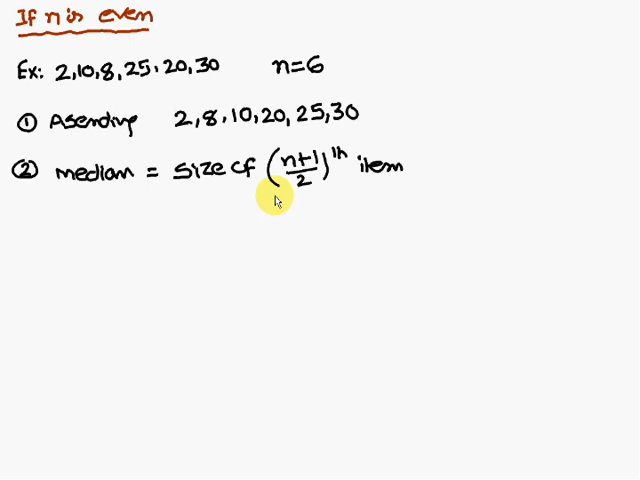 If n is even
Ex: 2,10,8,25,20,30 n=6
① Asending 2,8,10,20,25,30
② median = size of (n+1/2)th item